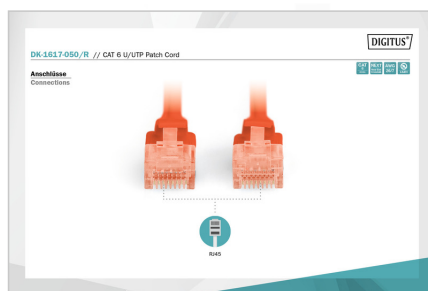 DIGITUS®
DK-1617-050/R // CAT 6 U/UTP Patch Cord
Anschlüsse
Connections
RJ45